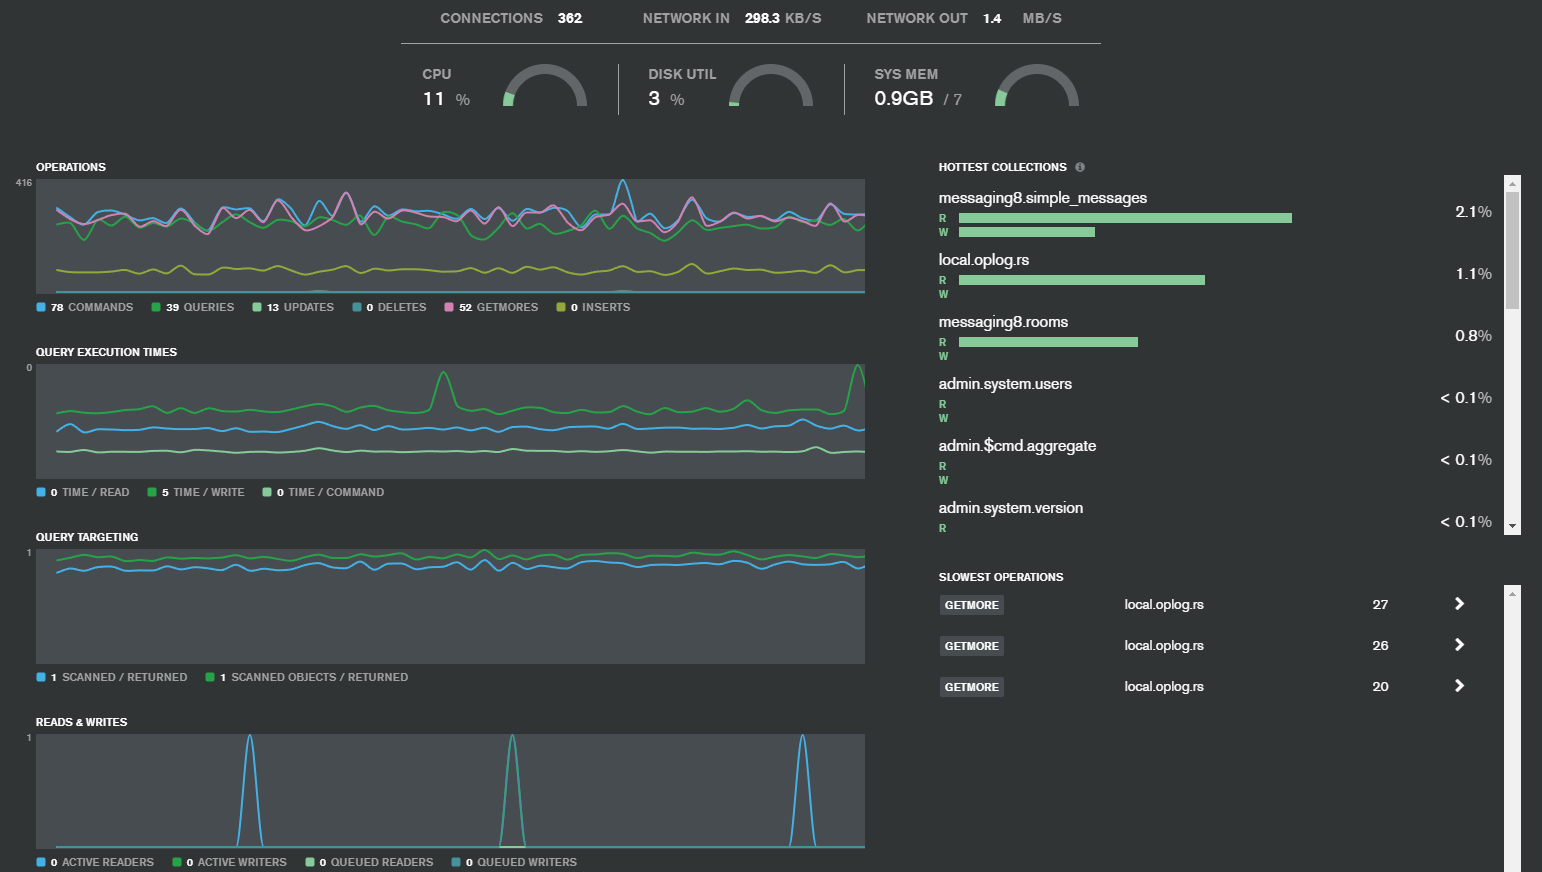 CONNECTIONS 362 NETWORK IN 298.3 KB/S NETWORK OUT 1.4 MB/S
CPU
11 %
DISK UTIL
3 %
SYS MEM
0.9GB / 7
OPERATIONS
416
78 COMMANDS 39 QUERIES 13 UPDATES 0 DELETES 52 GETMORES 0 INSERTS
QUERY EXECUTION TIMES
0
0 TIME / READ 5 TIME / WRITE 0 TIME / COMMAND
QUERY TARGETING
1
1 SCANNED / RETURNED 1 SCANNED OBJECTS / RETURNED
READS & WRITES
1
0 ACTIVE READERS 0 ACTIVE WRITERS 0 QUEUED READERS 0 QUEUED WRITERS
HOTTEST COLLECTIONS i
messaging8.simple_messages
2.1%
R
W
local.oplog.rs
1.1%
R
W
messaging8.rooms
0.8%
R
W
admin.system.users
< 0.1%
R
W
admin.$cmd.aggregate
< 0.1%
R
W
admin.system.version
< 0.1%
R
SLOWEST OPERATIONS
GETMORE local.oplog.rs 27
GETMORE local.oplog.rs 26
GETMORE local.oplog.rs 20